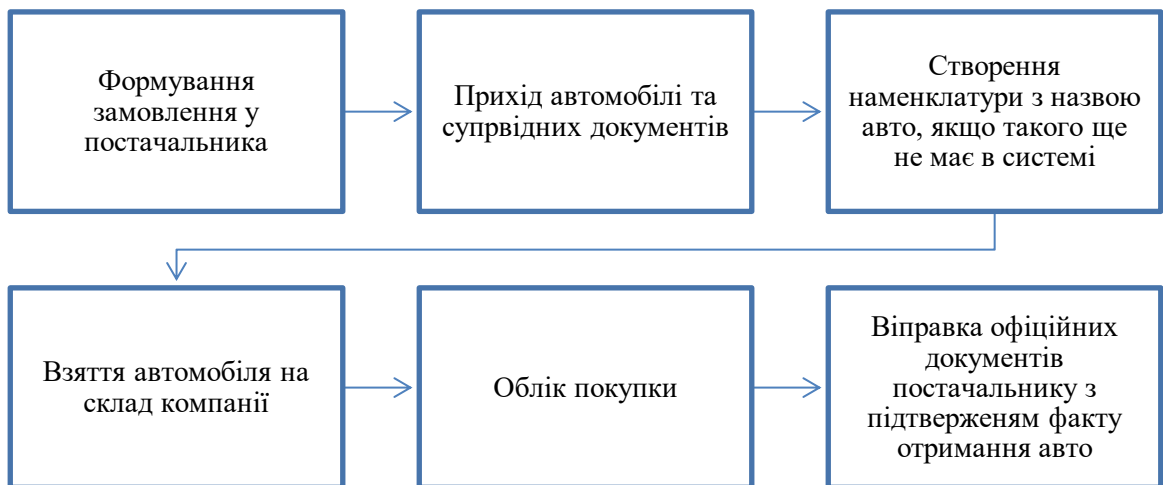 Формування
замовлення у
постачальника
Прихід автомобілі та
супрвідних документів
Створення
наменклатури з назвою
авто, якщо такого ще
не має в системі
Взяття автомобіля на
склад компанії
Облік покупки
Віправка офіційних
документів
постачальнику з
підтверженям факту
отримання авто